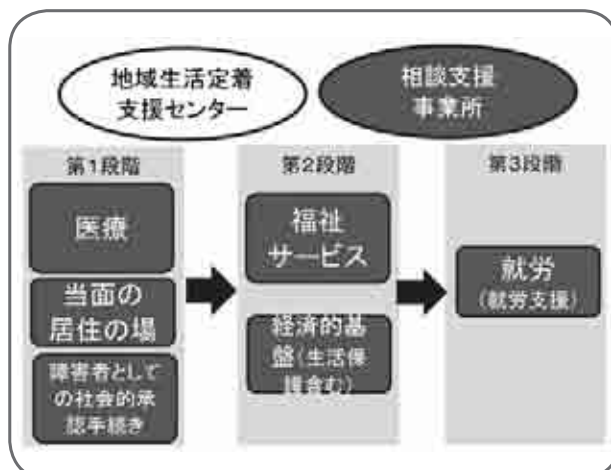 地域生活定着
支援センター
相談支援
事業所
第1段階
医療
当面の
居住の場
障害者として
の社会的承
認手続き
第2段階
福祉
サービス
経済的基
盤(生活保
護含む)
第3段階
就労
(就労支援)